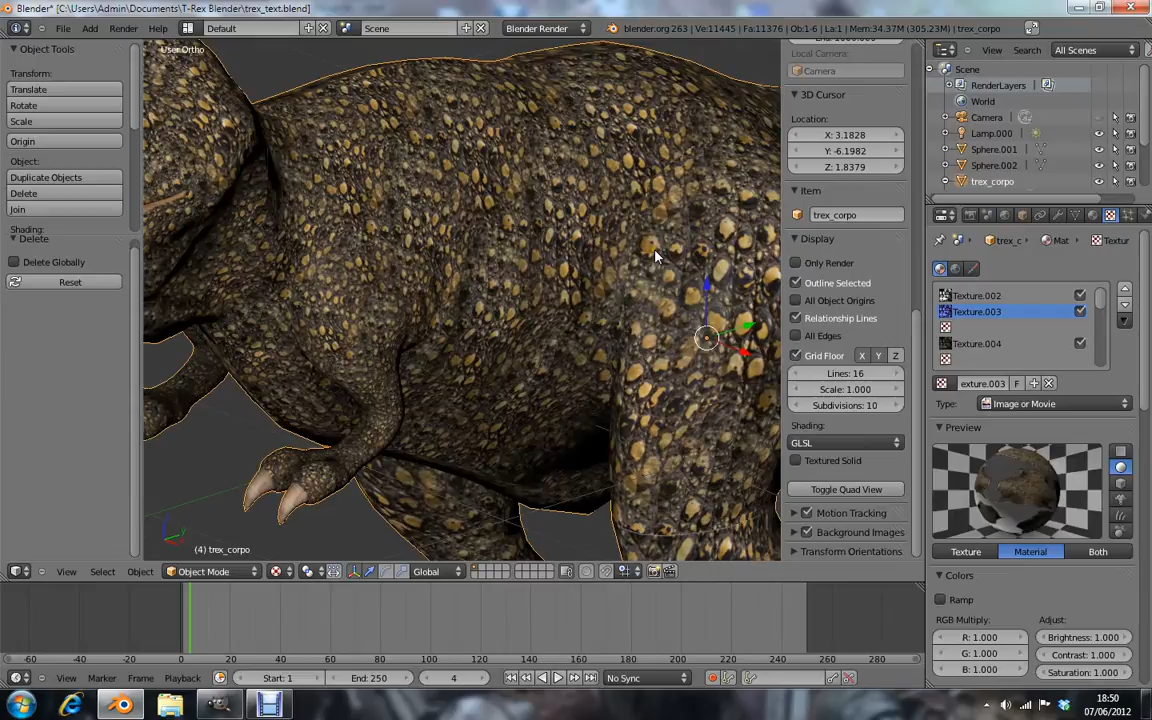 Blender* [C:\Users\Admin\Documents\T-Rex Blender\trex_text.blend]
File Add Render Help Default Scene Blender Render blender.org 263 | Ve:11445 | Fa:11376 | Ob:1-6 | La:1 | Mem:34.37M (305.23M) | trex_corpo
Object Tools
Transform:
Translate
Rotate
Scale
Origin
Object:
Duplicate Objects
Delete
Join
Shading:
Delete
Delete Globally
Reset
User Ortho
(4) trex_corpo
Local Camera:
Camera
3D Cursor
Location:
X: 3.1828
Y: -6.1982
Z: 1.8379
Item
trex_corpo
Display
Only Render
Outline Selected
All Object Origins
Relationship Lines
All Edges
Grid Floor X Y Z
Lines: 16
Scale: 1.000
Subdivisions: 10
Shading:
GLSL
Textured Solid
Toggle Quad View
Motion Tracking
Background Images
Transform Orientations
View Search All Scenes
Scene
RenderLayers
World
Camera
Lamp.000
Sphere.001
Sphere.002
trex_corpo
trex_c Mat Textur
Texture.002
Texture.003
Texture.004
exture.003 F
Type: Image or Movie
Preview
Texture Material Both
Colors
Ramp
RGB Multiply: Adjust:
R: 1.000 Brightness: 1.000
G: 1.000 Contrast: 1.000
B: 1.000 Saturation: 1.000
View Select Object Object Mode Global
-60 -40 -20 0 20 40 60 80 100 120 140 160 180 200 220 240 260 280
View Marker Frame Playback Start: 1 End: 250 4 No Sync
18:50
07/06/2012